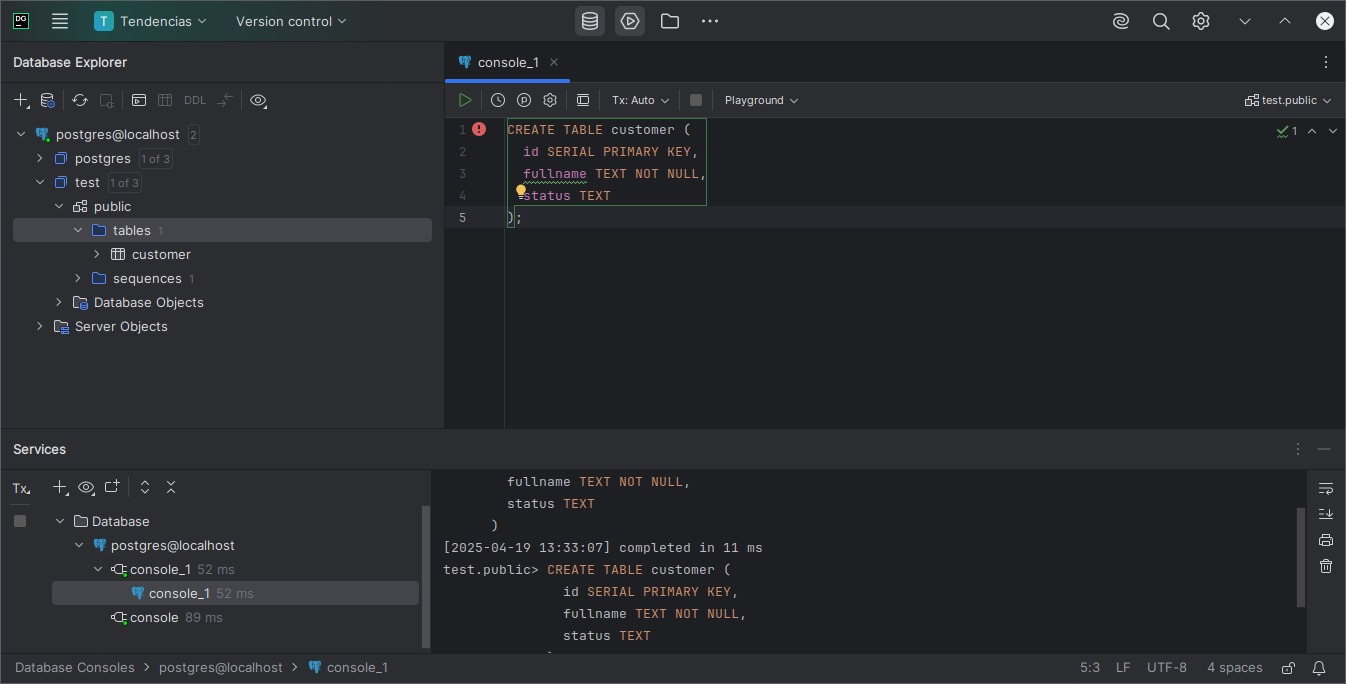 DG
T Tendencias
Version control
Database Explorer
console_1
DDL
Tx: Auto
Playground
test.public
postgres@localhost 2
postgres 1 of 3
test 1 of 3
public
tables 1
customer
sequences 1
Database Objects
Server Objects
1 CREATE TABLE customer (
2 id SERIAL PRIMARY KEY,
3 fullname TEXT NOT NULL,
4 status TEXT
5 );
1
Services
Tx
Database
postgres@localhost
console_1 52 ms
console_1 52 ms
console 89 ms
fullname TEXT NOT NULL,
status TEXT
)
[2025-04-19 13:33:07] completed in 11 ms
test.public> CREATE TABLE customer (
id SERIAL PRIMARY KEY,
fullname TEXT NOT NULL,
status TEXT
Database Consoles > postgres@localhost > console_1
5:3 LF UTF-8 4 spaces